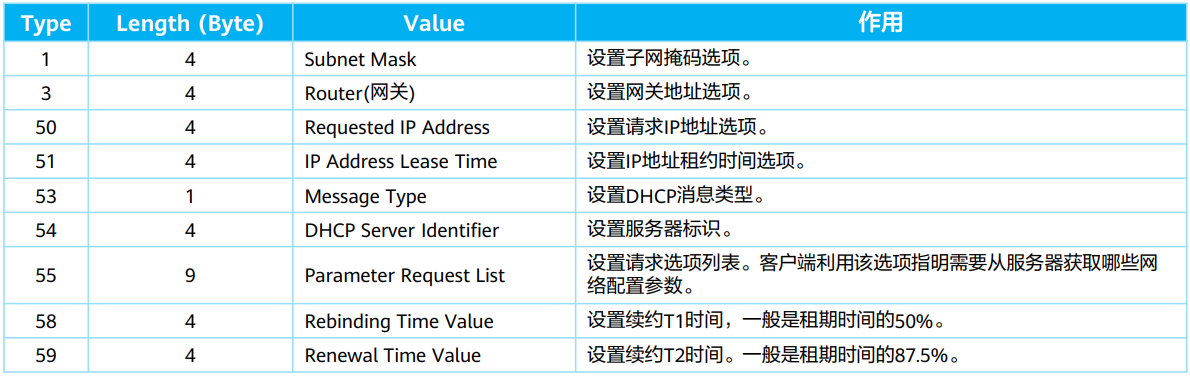 Type Length (Byte) Value 作用
1 4 Subnet Mask 设置子网掩码选项。
3 4 Router(网关) 设置网关地址选项。
50 4 Requested IP Address 设置请求IP地址选项。
51 4 IP Address Lease Time 设置IP地址租约时间选项。
53 1 Message Type 设置DHCP消息类型。
54 4 DHCP Server Identifier 设置服务器标识。
55 9 Parameter Request List 设置请求选项列表。客户端利用该选项指明需要从服务器获取哪些网
络配置参数。
58 4 Rebinding Time Value 设置续约T1时间，一般是租期时间的50%。
59 4 Renewal Time Value 设置续约T2时间。一般是租期时间的87.5%。